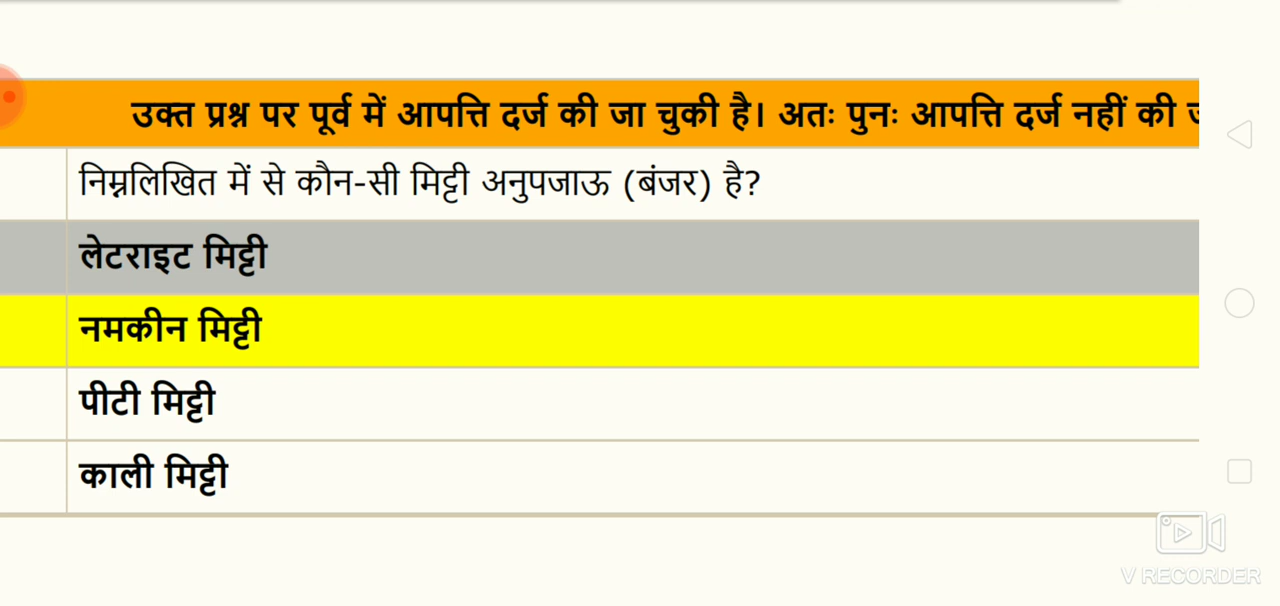 उक्त प्रश्न पर पूर्व में आपत्ति दर्ज की जा चुकी है। अतः पुनः आपत्ति दर्ज नहीं की
निम्नलिखित में से कौन-सी मिट्टी अनुपजाऊ (बंजर) है?
लेटराइट मिट्टी
नमकीन मिट्टी
पीटी मिट्टी
काली मिट्टी
V RECORDER